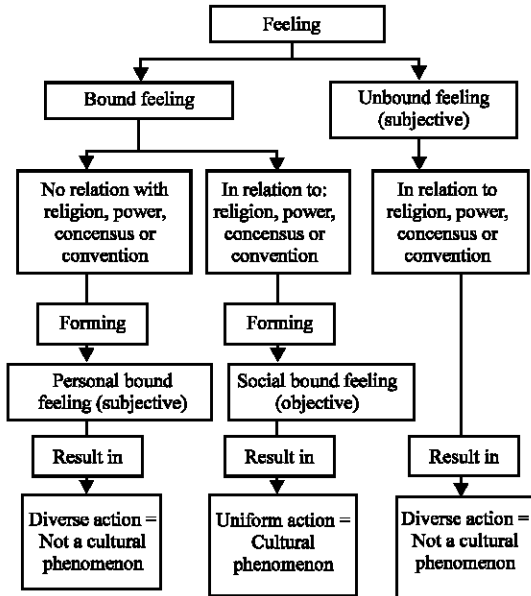 Feeling
Bound feeling
Unbound feeling
(subjective)
No relation with
religion, power,
concensus or
convention
In relation to:
religion, power,
concensus or
convention
In relation to
religion, power,
concensus or
convention
Forming
Forming
Personal bound
feeling (subjective)
Social bound feeling
(objective)
Result in
Result in
Result in
Diverse action =
Not a cultural
phenomenon
Uniform action =
Cultural
phenomenon
Diverse action =
Not a cultural
phenomenon